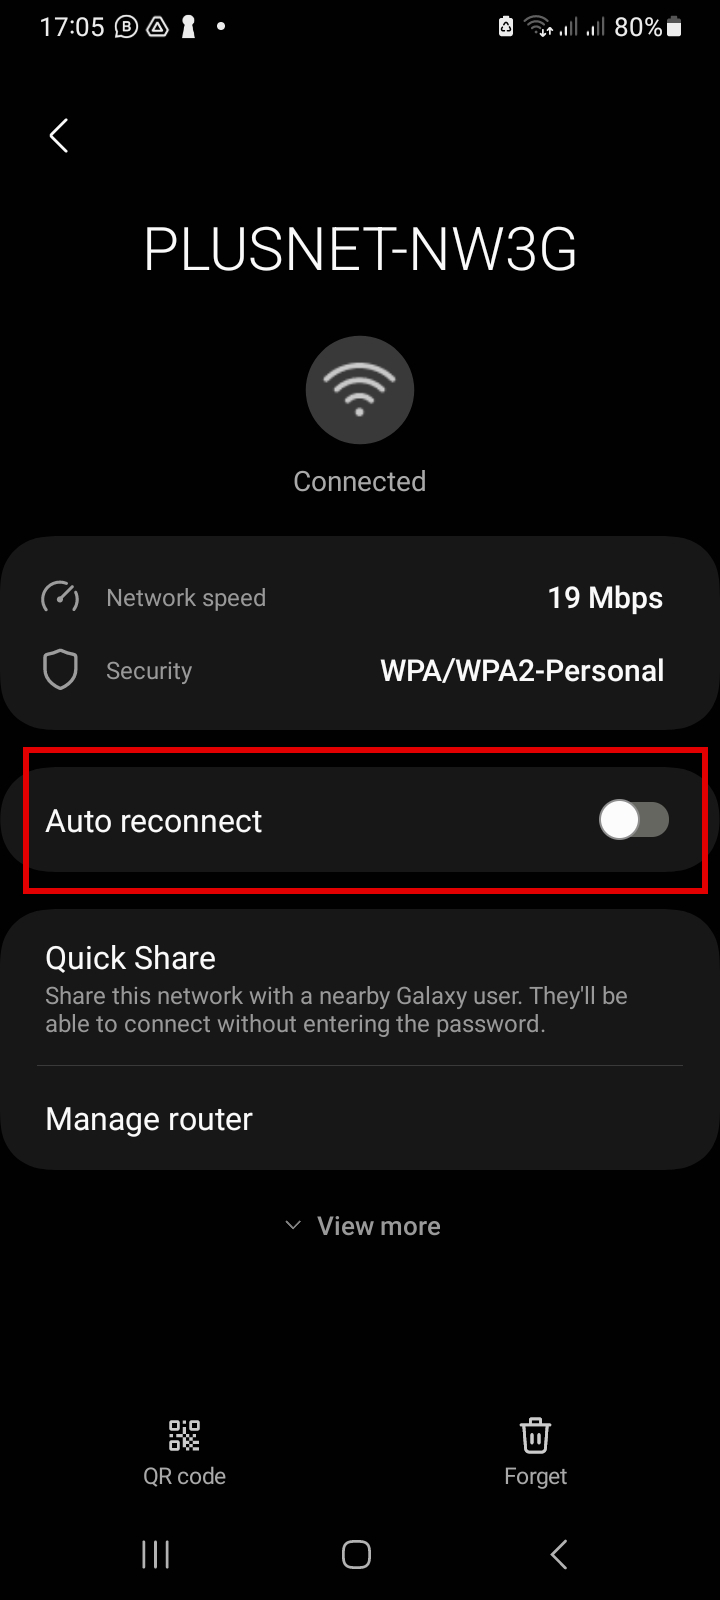 17:05 B 80%
PLUSNET-NW3G
Connected
Network speed 19 Mbps
Security WPA/WPA2-Personal
Auto reconnect
Quick Share
Share this network with a nearby Galaxy user. They'll be
able to connect without entering the password.
Manage router
View more
QR code Forget